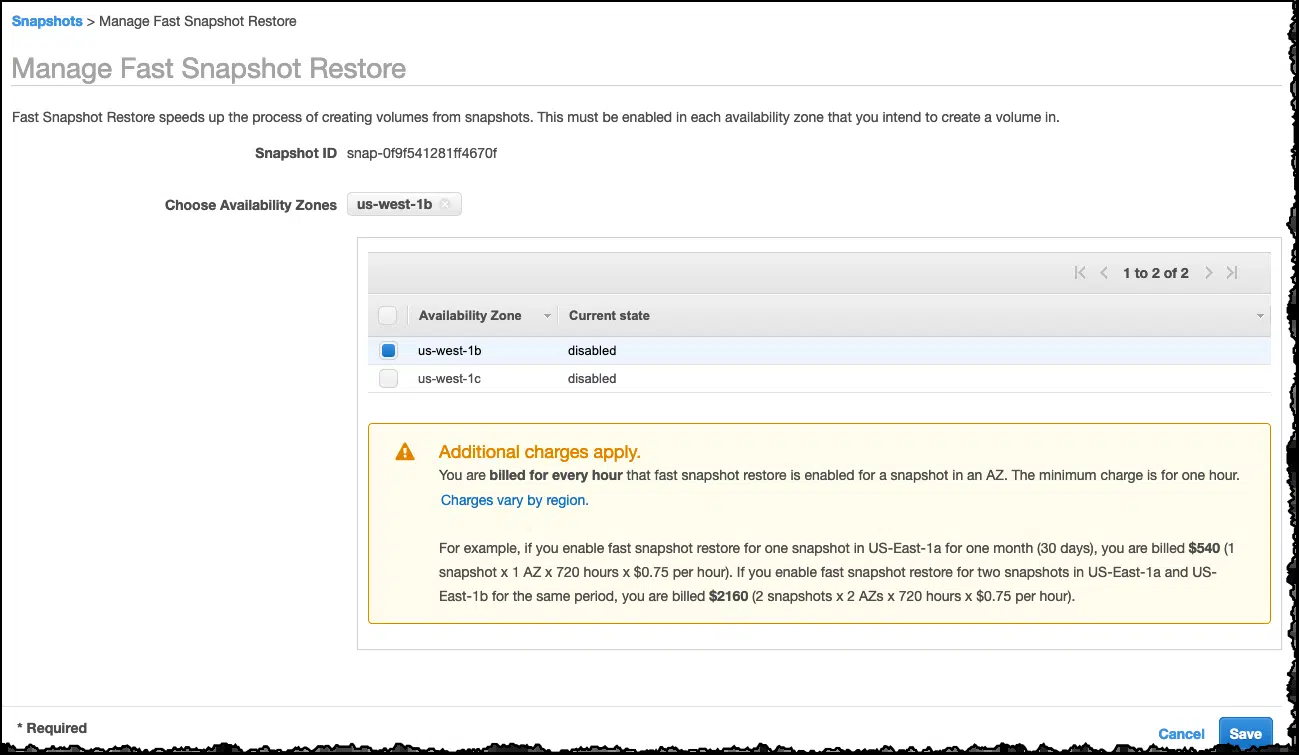 Snapshots > Manage Fast Snapshot Restore
Manage Fast Snapshot Restore
Fast Snapshot Restore speeds up the process of creating volumes from snapshots. This must be enabled in each availability zone that you intend to create a volume in.
Snapshot ID snap-0f9f541281ff4670f
Choose Availability Zones us-west-1b
1 to 2 of 2
Availability Zone Current state
us-west-1b disabled
us-west-1c disabled
Additional charges apply.
You are billed for every hour that fast snapshot restore is enabled for a snapshot in an AZ. The minimum charge is for one hour.
Charges vary by region.
For example, if you enable fast snapshot restore for one snapshot in US-East-1a for one month (30 days), you are billed $540 (1
snapshot x 1 AZ x 720 hours x $0.75 per hour). If you enable fast snapshot restore for two snapshots in US-East-1a and US-
East-1b for the same period, you are billed $2160 (2 snapshots x 2 AZs x 720 hours x $0.75 per hour).
* Required
Cancel Save